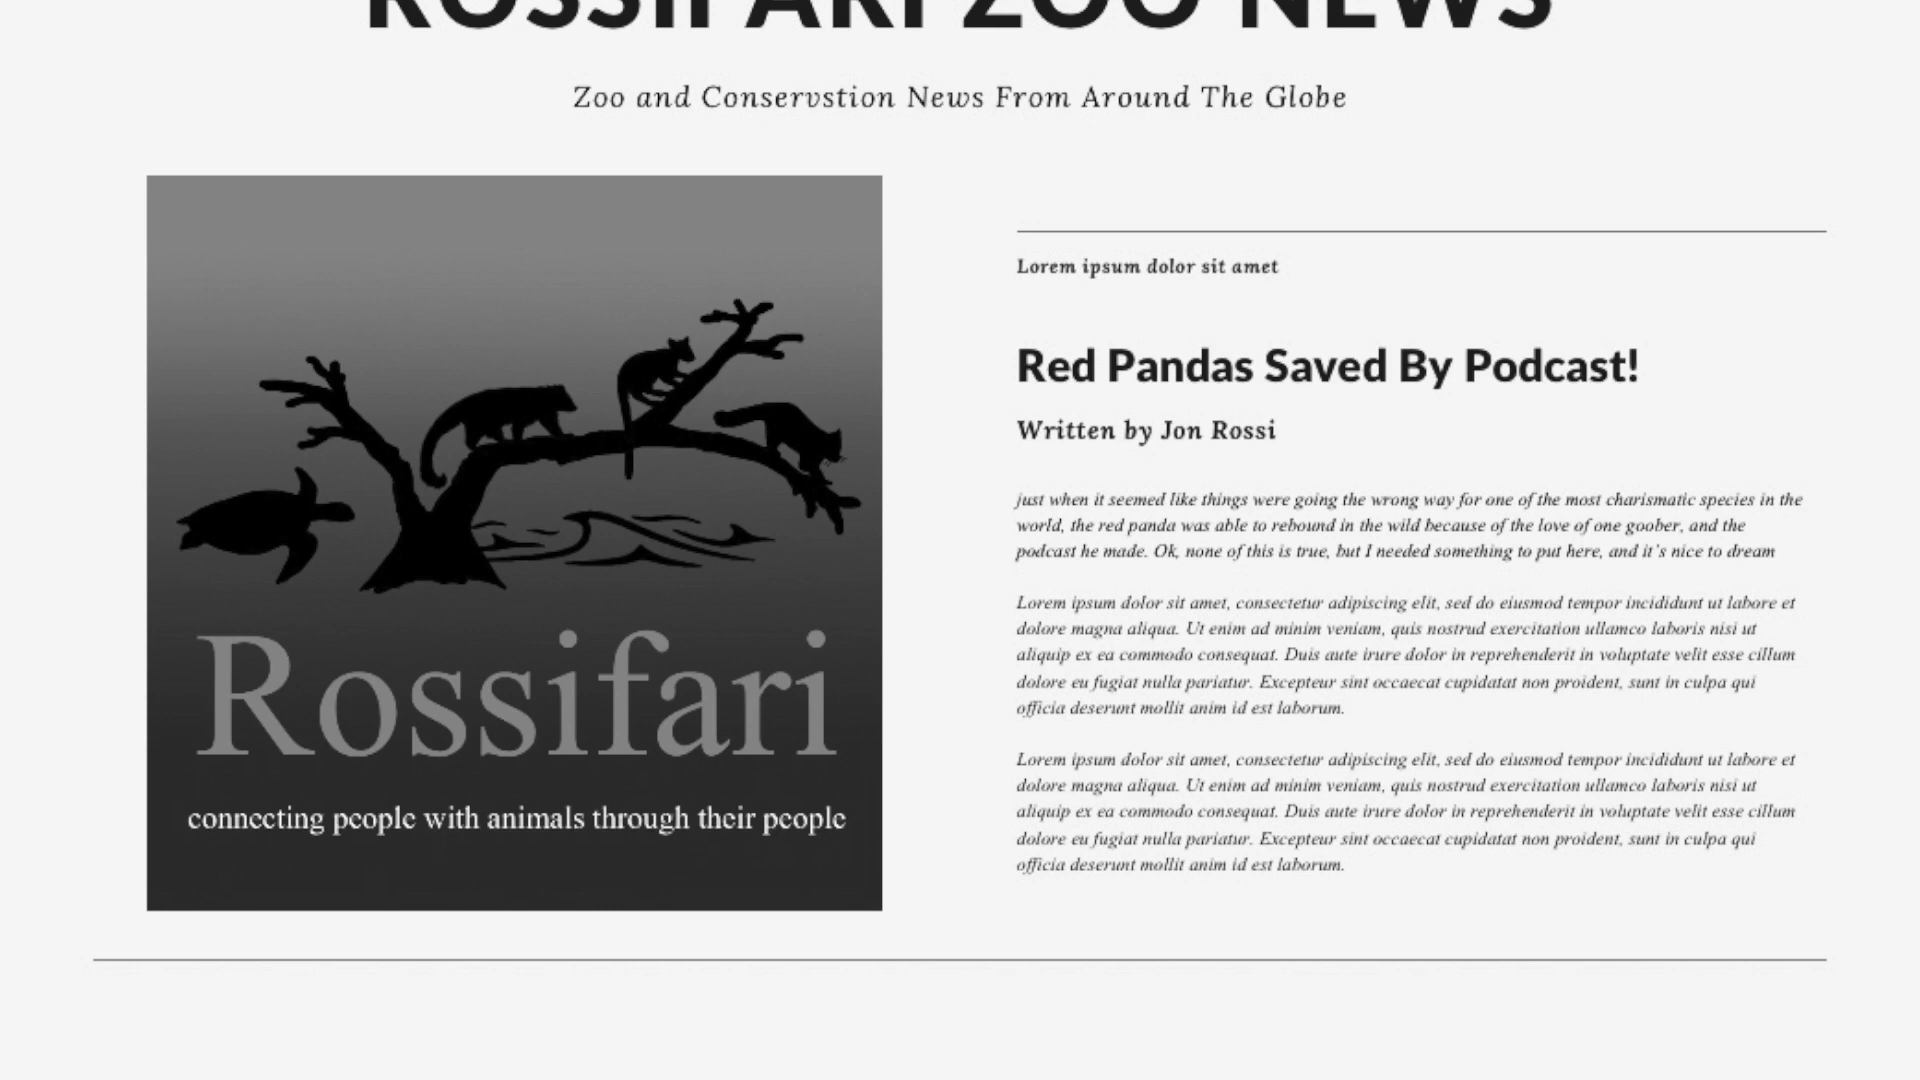 ROSSIFARI ZOO NEWS
Zoo and Conservstion News From Around The Globe
Rossifari
connecting people with animals through their people
Lorem ipsum dolor sit amet
Red Pandas Saved By Podcast!
Written by Jon Rossi
just when it seemed like things were going the wrong way for one of the most charismatic species in the
world, the red panda was able to rebound in the wild because of the love of one goober, and the
podcast he made. Ok, none of this is true, but I needed something to put here, and it's nice to dream
Lorem ipsum dolor sit amet, consectetur adipiscing elit, sed do eiusmod tempor incididunt ut labore et
dolore magna aliqua. Ut enim ad minim veniam, quis nostrud exercitation ullamco laboris nisi ut
aliquip ex ea commodo consequat. Duis aute irure dolor in reprehenderit in voluptate velit esse cillum
dolore eu fugiat nulla pariatur. Excepteur sint occaecat cupidatat non proident, sunt in culpa qui
officia deserunt mollit anim id est laborum.
Lorem ipsum dolor sit amet, consectetur adipiscing elit, sed do eiusmod tempor incididunt ut labore et
dolore magna aliqua. Ut enim ad minim veniam, quis nostrud exercitation ullamco laboris nisi ut
aliquip ex ea commodo consequat. Duis aute irure dolor in reprehenderit in voluptate velit esse cillum
dolore eu fugiat nulla pariatur. Excepteur sint occaecat cupidatat non proident, sunt in culpa qui
officia deserunt mollit anim id est laborum.